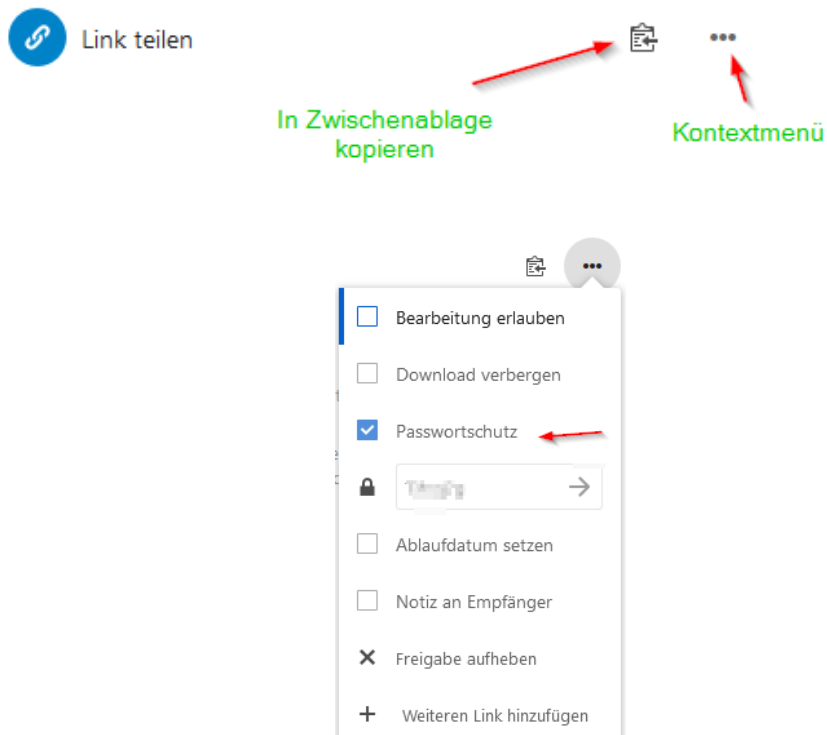 Link teilen
In Zwischenablage
kopieren
Kontextmenü
Bearbeitung erlauben
Download verbergen
Passwortschutz
Ablaufdatum setzen
Notiz an Empfänger
Freigabe aufheben
Weiteren Link hinzufügen